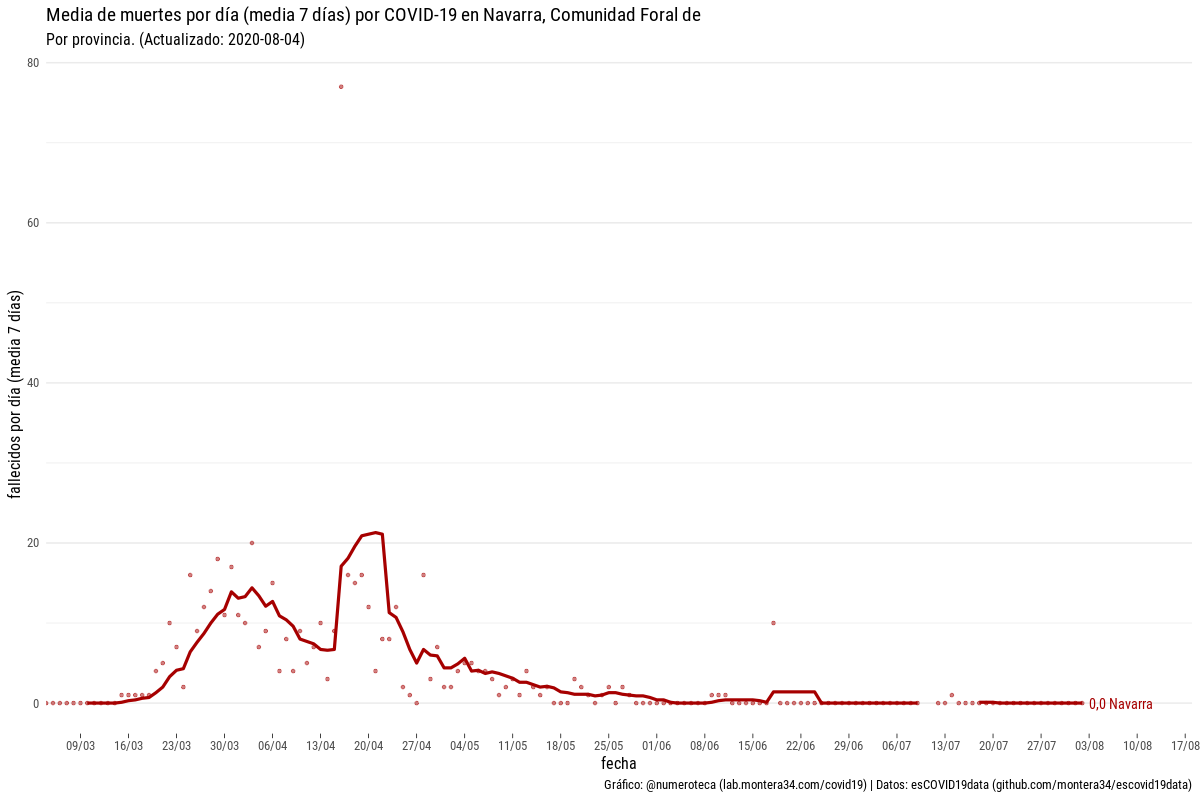 Media de muertes por día (media 7 días) por COVID-19 en Navarra, Comunidad Foral de
Por provincia. (Actualizado: 2020-08-04)
80
60
40
20
0
fallecidos por día (media 7 días)
0,0 Navarra
09/03 16/03 23/03 30/03 06/04 13/04 20/04 27/04 04/05 11/05 18/05 25/05 01/06 08/06 15/06 22/06 29/06 06/07 13/07 20/07 27/07 03/08 10/08 17/08
fecha
Gráfico: @numeroteca (lab.montera34.com/covid19) | Datos: esCOVID19data (github.com/montera34/escovid19data)